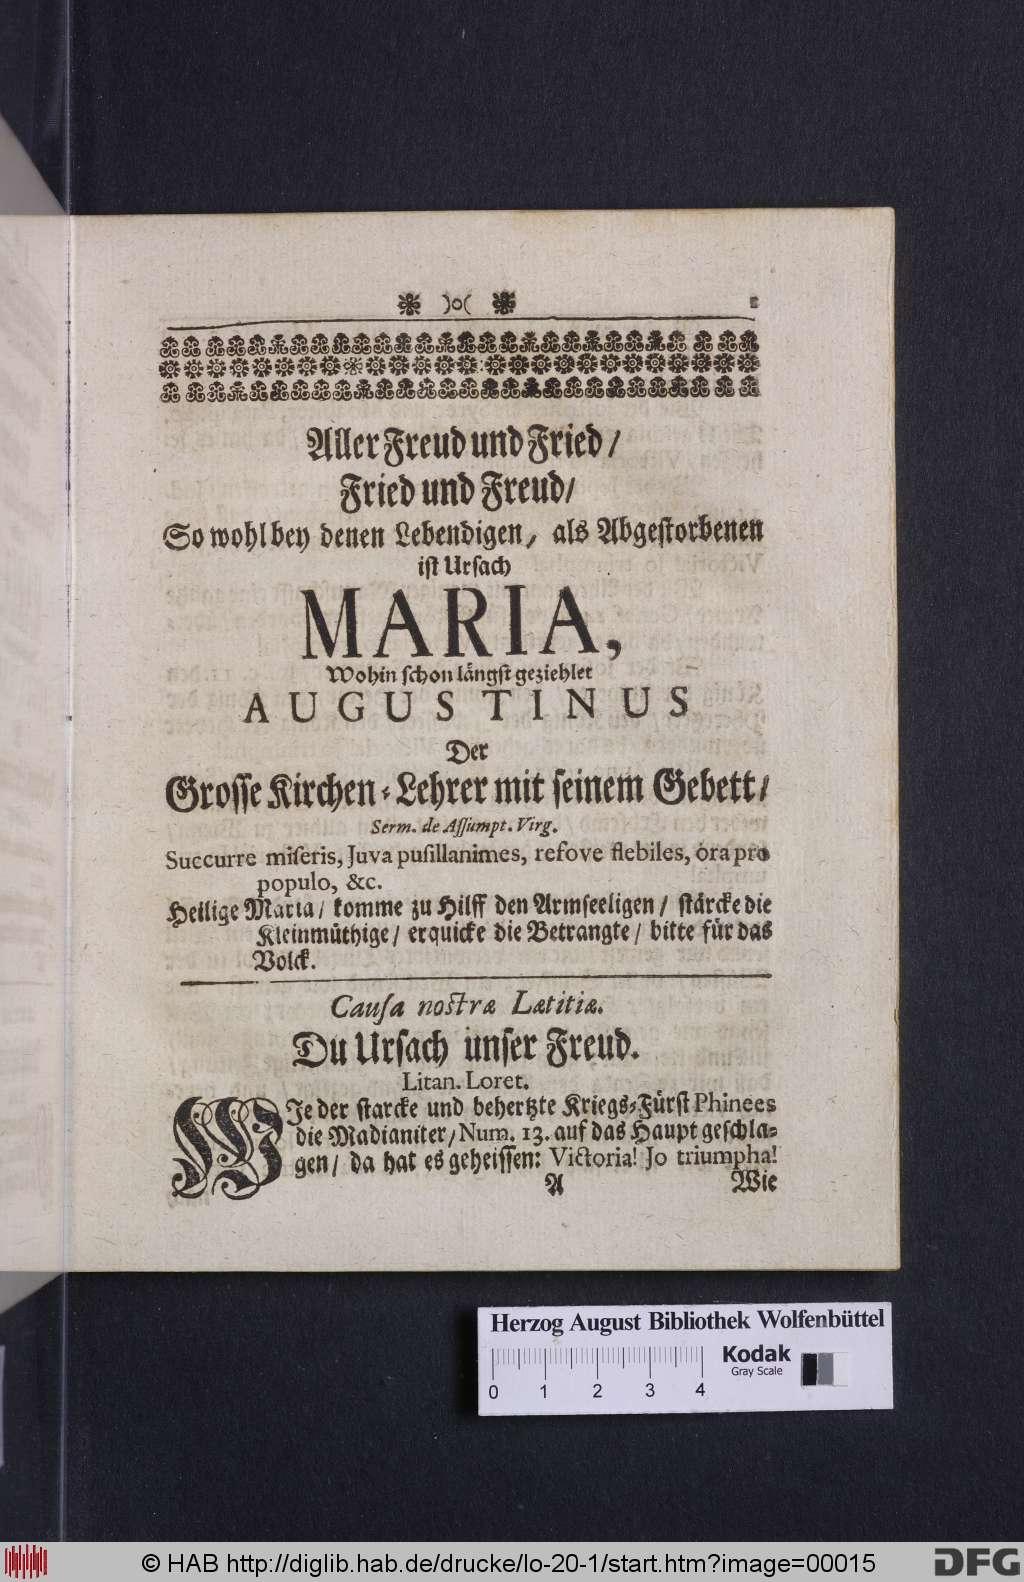 ❋ )o( ❋
Aller Freud und Fried/
Fried und Freud/
So wohl bey denen Lebendigen, als Abgestorbenen
ist Ursach
MARIA,
Wohin schon längst geziehlet
AUGUSTINUS
Der
Grosse Kirchen-Lehrer mit seinem Gebett/
Serm. de Assumpt. Virg.
Succurre miseris, Juva pusillanimes, refove flebiles, ora pro
populo, &c.
Heilige Maria/ komme zu Hilff den Armseeligen/ stärcke die
Kleinmüthige/ erquicke die Betrangte/ bitte für das
Volck.
Causa nostræ Lætitiæ.
Du Ursach unser Freud.
Litan. Loret.
WIe der starcke und behertzte Kriegs-Fürst Phinees
die Madianiter/ Num. 13. auf das Haupt geschla-
gen/ da hat es geheissen: Victoria! Jo triumpha!
A Wie
Herzog August Bibliothek Wolfenbüttel
Kodak
Gray Scale
0 1 2 3 4
© HAB http://diglib.hab.de/drucke/lo-20-1/start.htm?image=00015
DFG